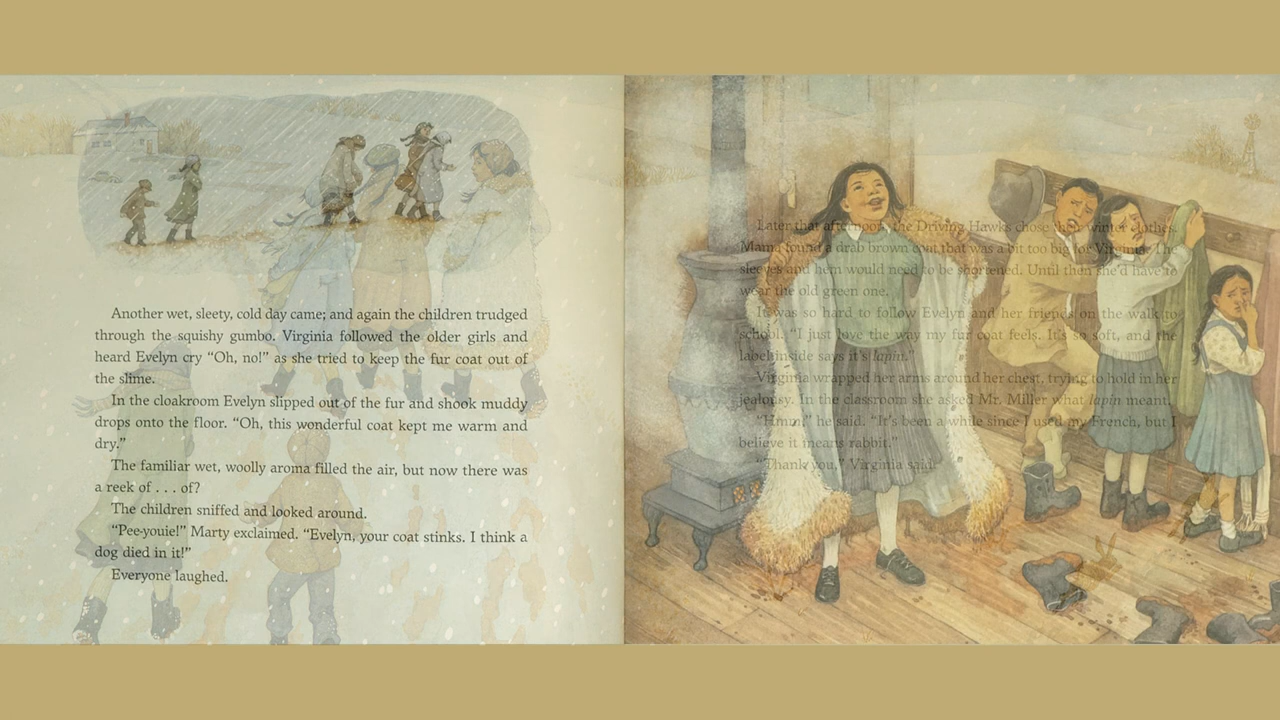 Another wet, sleety, cold day came; and again the children trudged
through the squishy gumbo. Virginia followed the older girls and
heard Evelyn cry “Oh, no!” as she tried to keep the fur coat out of
the slime.
In the cloakroom Evelyn slipped out of the fur and shook muddy
drops onto the floor. “Oh, this wonderful coat kept me warm and
dry.”
The familiar wet, woolly aroma filled the air, but now there was
a reek of . . . of?
The children sniffed and looked around.
“Pee-youie!” Marty exclaimed. “Evelyn, your coat stinks. I think a
dog died in it!”
Everyone laughed.
Later that afternoon, the Driving Hawks chose their winter clothes.
Mama found a drab brown coat that was a bit too big for Virginia. The
sleeves and hem would need to be shortened. Until then she’d have to
wear the old green one.
It was so hard to follow Evelyn and her friends on the walk to
school. “I just love the way my fur coat feels. It’s so soft, and the
label inside says it’s lapin.”
Virginia wrapped her arms around her chest, trying to hold in her
jealousy. In the classroom she asked Mr. Miller what lapin meant.
“Hmm!” he said. “It’s been a while since I used my French, but I
believe it means rabbit.”
“Thank you,” Virginia said.